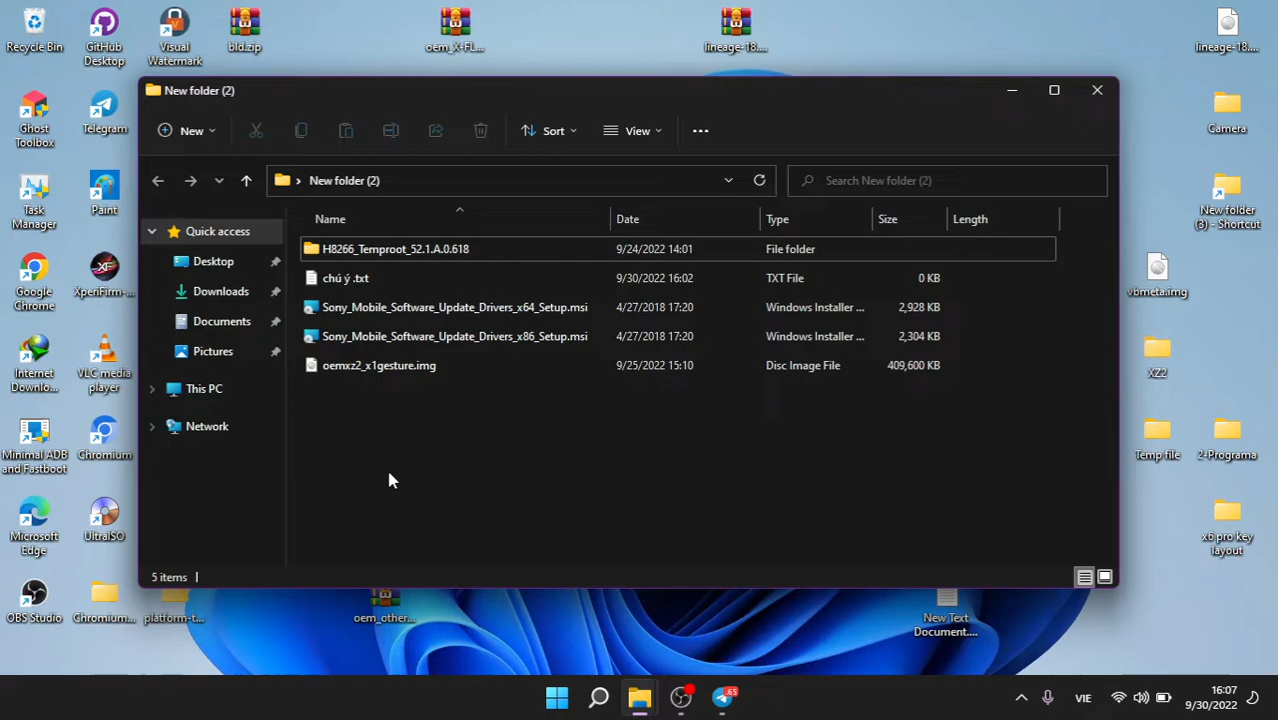 Recycle Bin
GitHub
Desktop
Visual
Watermark
bld.zip
oem_X-FL...
lineage-18....
lineage-18....
New folder (2)
New
Sort
View
New folder (2)
Search New folder (2)
Name
Date
Type
Size
Length
Quick access
Desktop
Downloads
Documents
Pictures
This PC
Network
H8266_Temproot_52.1.A.0.618 9/24/2022 14:01 File folder
chú ý .txt 9/30/2022 16:02 TXT File 0 KB
Sony_Mobile_Software_Update_Drivers_x64_Setup.msi 4/27/2018 17:20 Windows Installer ... 2,928 KB
Sony_Mobile_Software_Update_Drivers_x86_Setup.msi 4/27/2018 17:20 Windows Installer ... 2,304 KB
oemxz2_x1gesture.img 9/25/2022 15:10 Disc Image File 409,600 KB
5 items
Ghost
Toolbox
Telegram
Task
Manager
Paint
Google
Chrome
XperiFirm-...
Internet
Downlo...
VLC media
player
Minimal ADB
and Fastboot
Chromium
Microsoft
Edge
UltraISO
OBS Studio
Chromium...
platform-t...
oem_other...
New Text
Document....
Camera
New folder
(3) - Shortcut
vbmeta.img
XZ2
Temp file
2-Programa
x6 pro key
layout
65
VIE
16:07
9/30/2022